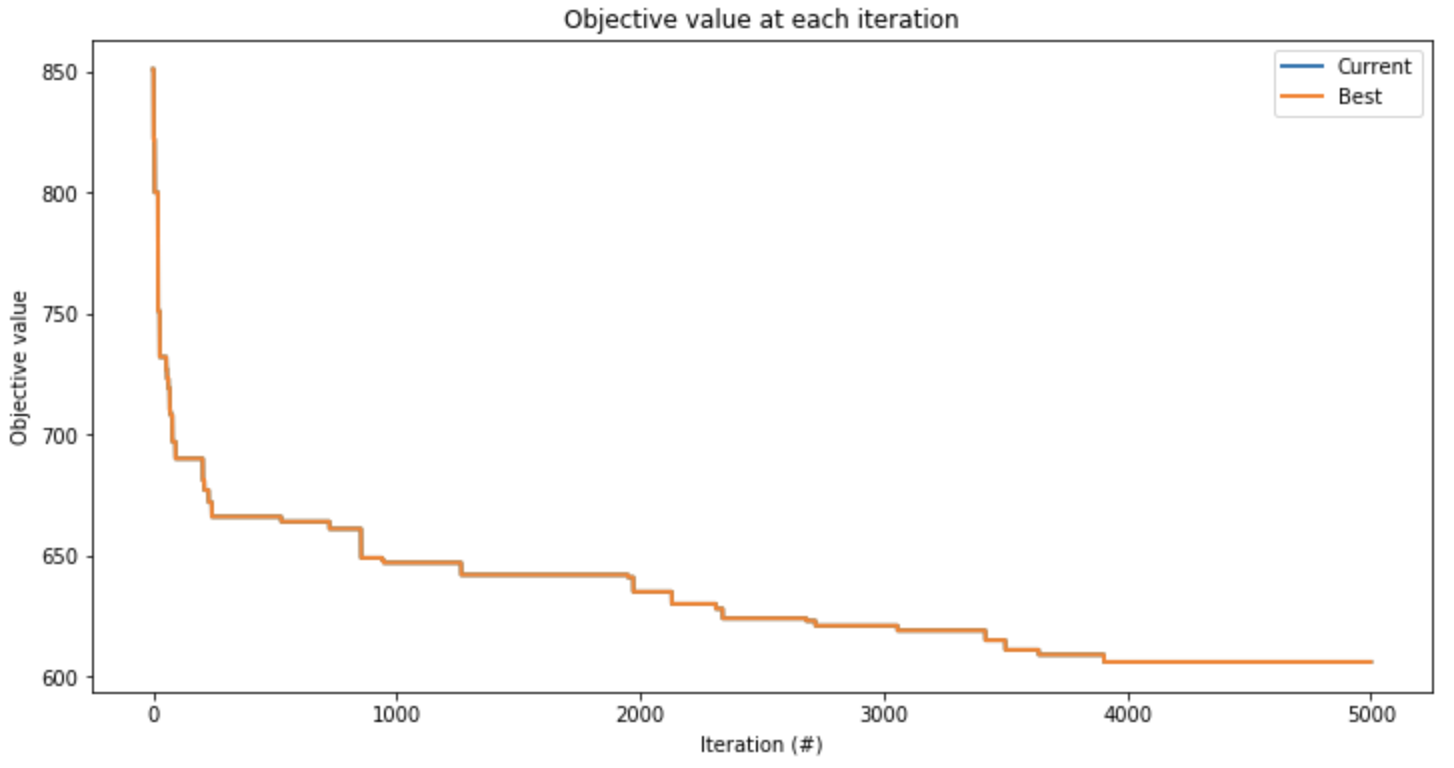 Objective value at each iteration
Current
Best
Objective value
850
800
750
700
650
600
0 1000 2000 3000 4000 5000
Iteration (#)